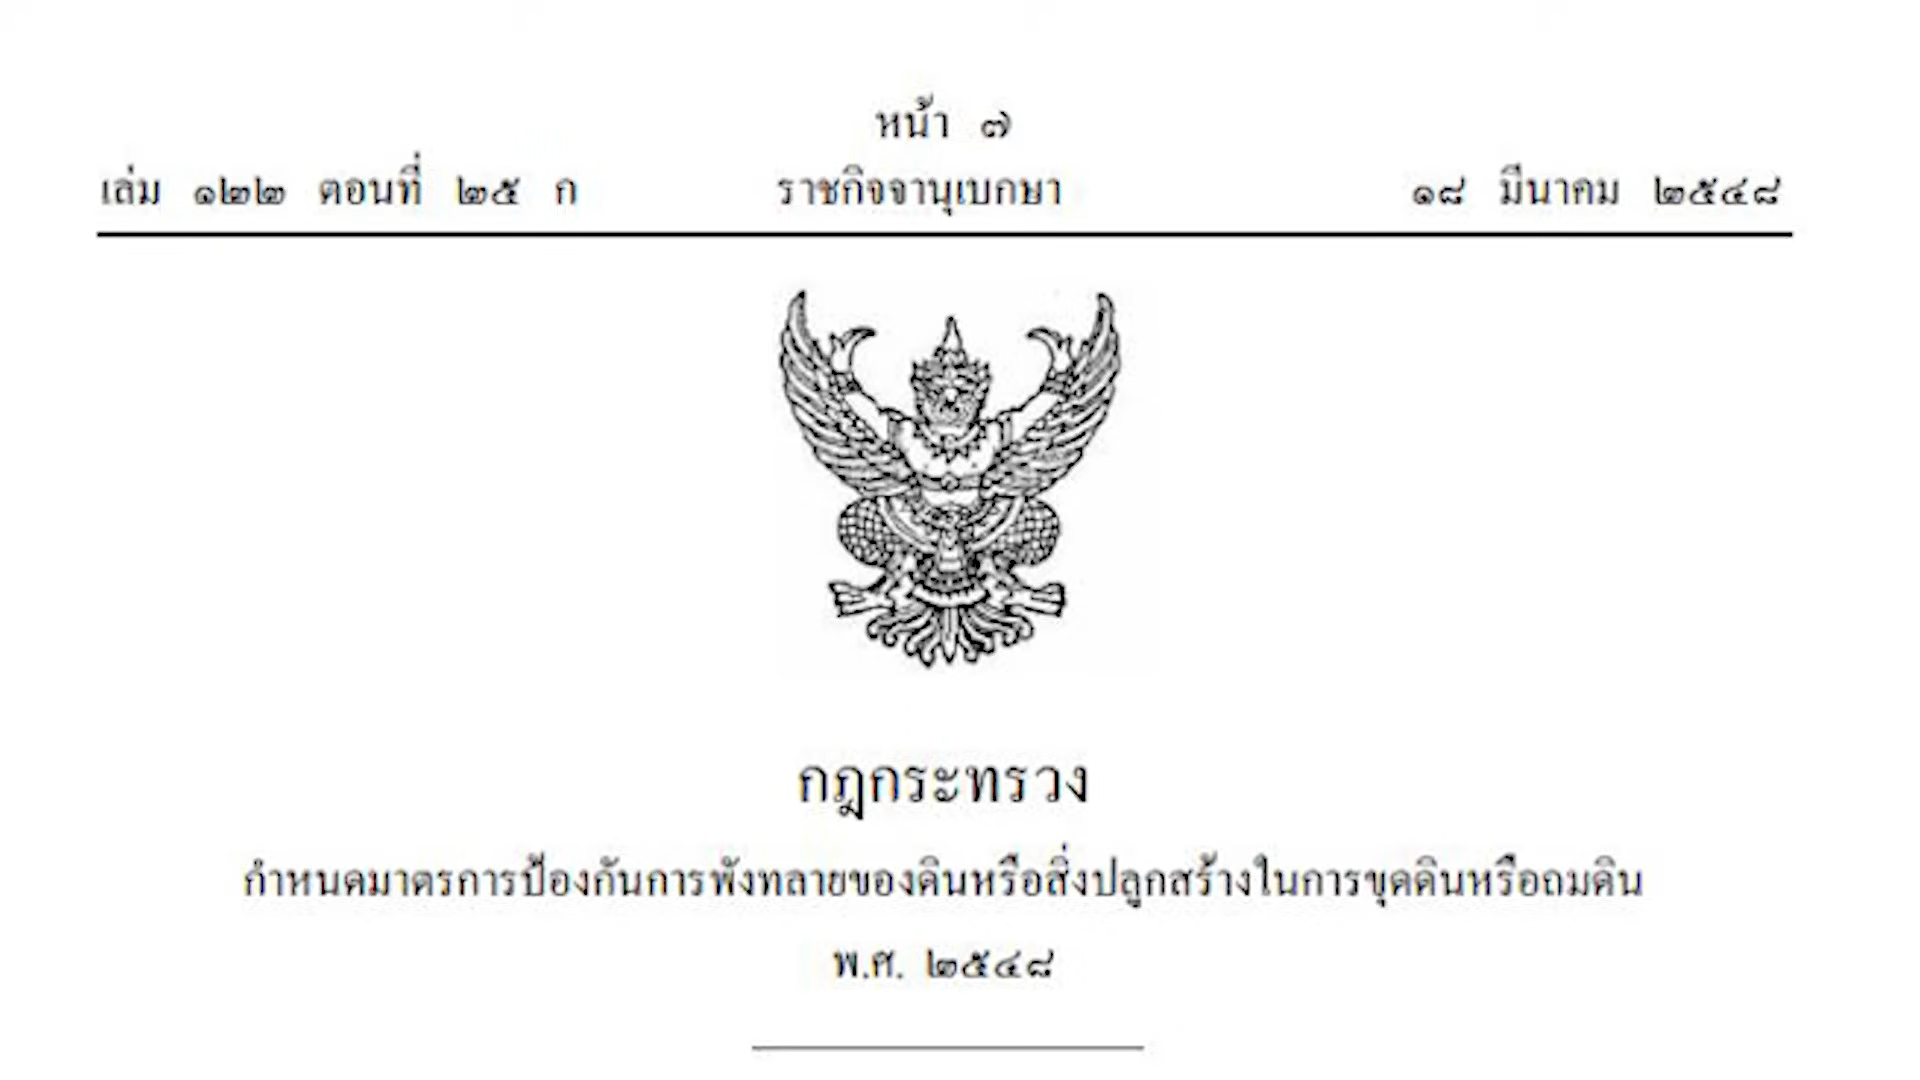 หน้า ๗
เล่ม ๑๒๒ ตอนที่ ๒๕ ก ราชกิจจานุเบกษา ๑๘ มีนาคม ๒๕๔๘
กฎกระทรวง
กำหนดมาตรการป้องกันการพังทลายของดินหรือสิ่งปลูกสร้างในการขุดดินหรือถมดิน
พ.ศ. ๒๕๔๘